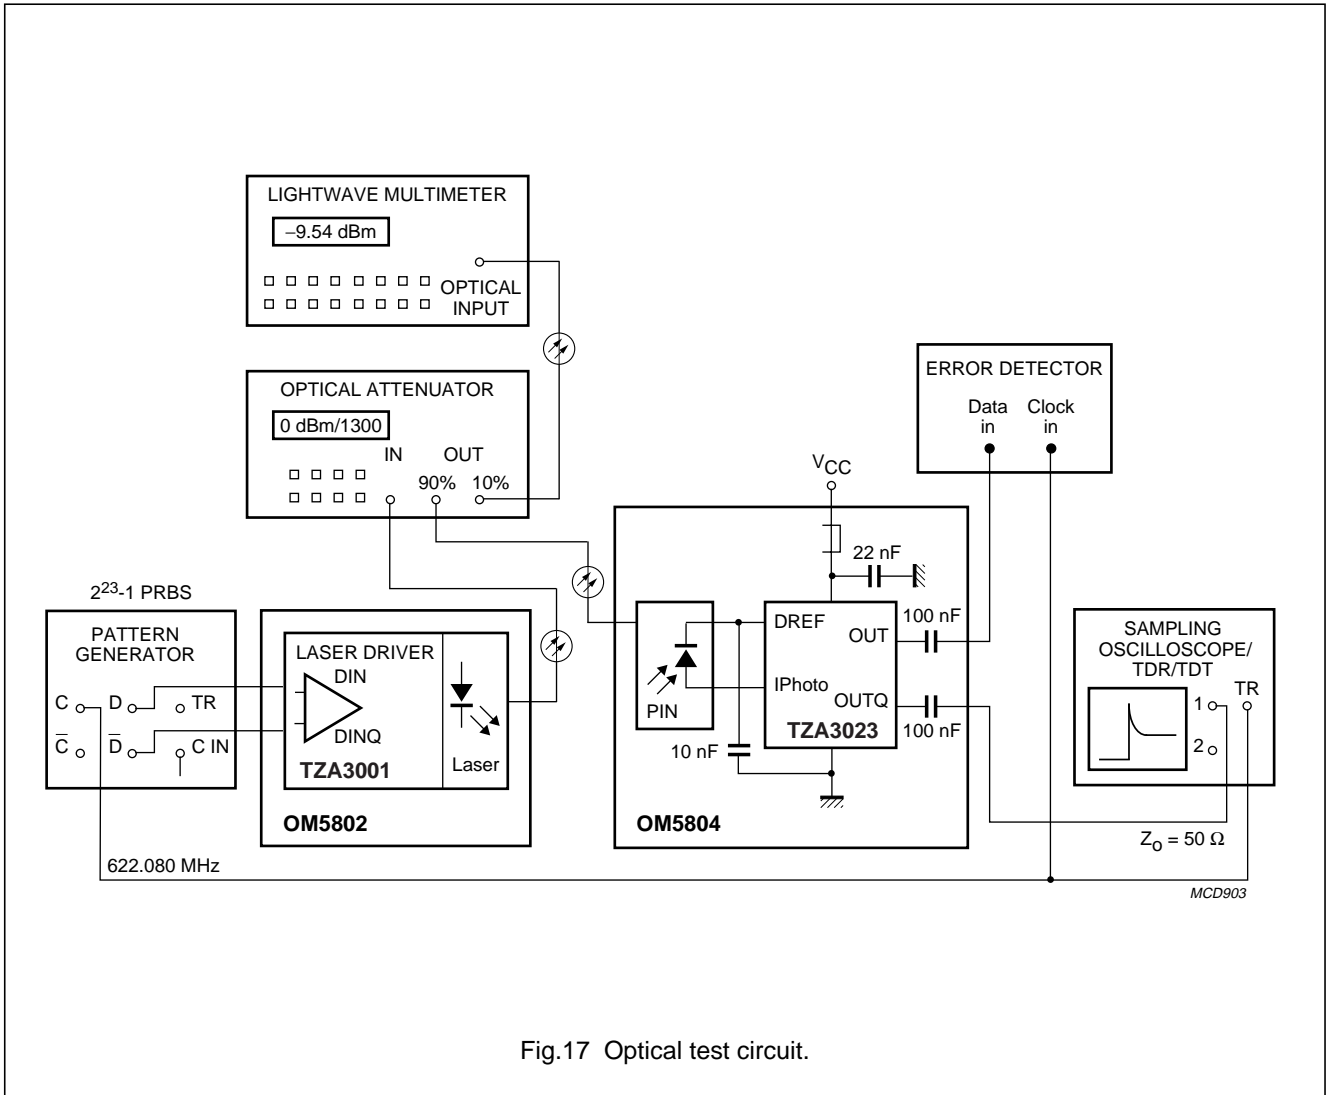 LIGHTWAVE MULTIMETER
−9.54 dBm
OPTICAL
INPUT
OPTICAL ATTENUATOR
0 dBm/1300
IN
OUT
90%
10%
ERROR DETECTOR
Data
in
Clock
in
VCC
22 nF
2²³-1 PRBS
PATTERN
GENERATOR
C
D
TR
C̅
D̅
C IN
LASER DRIVER
DIN
DINQ
TZA3001
Laser
OM5802
622.080 MHz
PIN
10 nF
DREF
IPhoto
OUT
OUTQ
TZA3023
100 nF
100 nF
OM5804
SAMPLING
OSCILLOSCOPE/
TDR/TDT
1
2
TR
Zo = 50 Ω
MCD903
Fig.17 Optical test circuit.